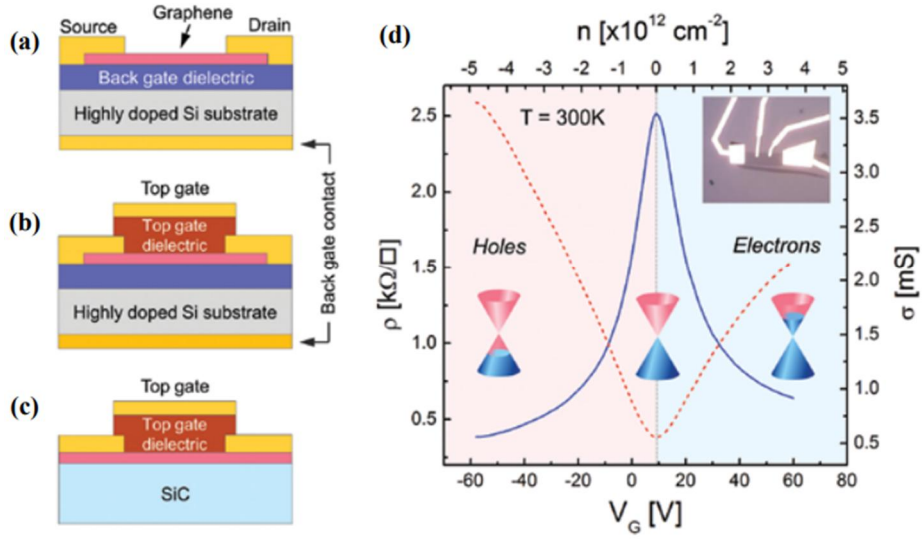 (a)
Graphene
Source
Drain
Back gate dielectric
Highly doped Si substrate
Back gate contact
(b)
Top gate
Top gate
dielectric
Highly doped Si substrate
(c)
Top gate
Top gate
dielectric
SiC
(d)
n [x10¹² cm⁻²]
-5 -4 -3 -2 -1 0 1 2 3 4 5
T = 300K
Holes
Electrons
ρ [kΩ/□]
2.5
2.0
1.5
1.0
0.5
σ [mS]
3.5
3.0
2.5
2.0
1.5
1.0
0.5
-60 -40 -20 0 20 40 60 80
V_G [V]